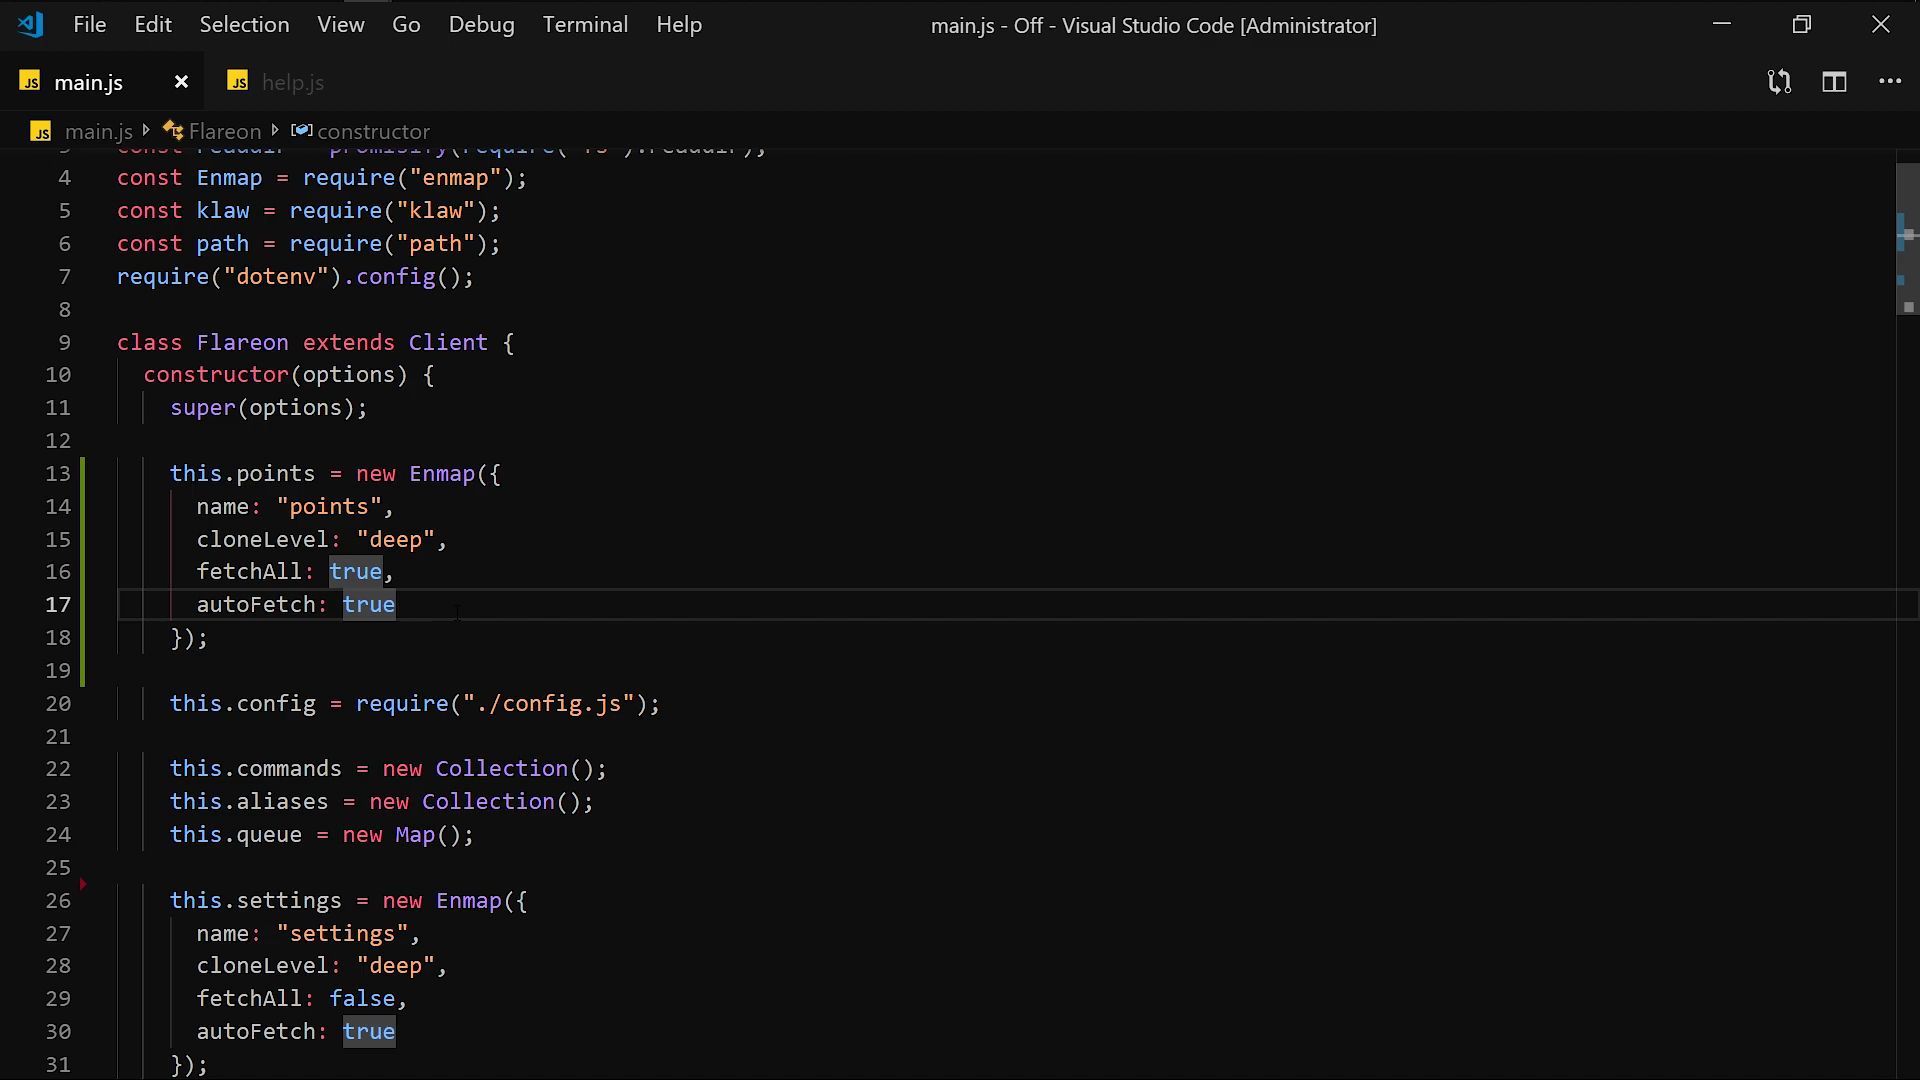 File Edit Selection View Go Debug Terminal Help main.js - Off - Visual Studio Code [Administrator]
JS main.js JS help.js
JS main.js Flareon constructor
4 const Enmap = require("enmap");
5 const klaw = require("klaw");
6 const path = require("path");
7 require("dotenv").config();
8
9 class Flareon extends Client {
10 constructor(options) {
11 super(options);
12
13 this.points = new Enmap({
14 name: "points",
15 cloneLevel: "deep",
16 fetchAll: true,
17 autoFetch: true
18 });
19
20 this.config = require("./config.js");
21
22 this.commands = new Collection();
23 this.aliases = new Collection();
24 this.queue = new Map();
25
26 this.settings = new Enmap({
27 name: "settings",
28 cloneLevel: "deep",
29 fetchAll: false,
30 autoFetch: true
31 });